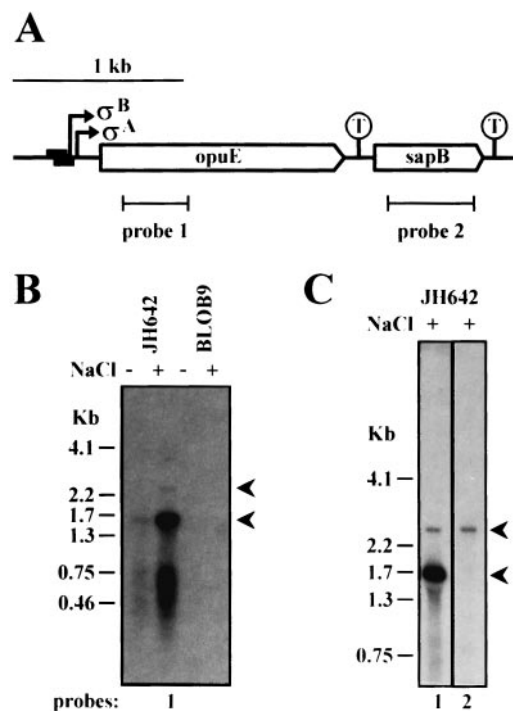 A
1 kb
σB
σA
T
T
opuE
sapB
probe 1
probe 2
B
JH642
BLOB9
NaCl - + - +
Kb
4.1
2.2
1.7
1.3
0.75
0.46
probes: 1
C
JH642
NaCl + +
Kb
4.1
2.2
1.7
1.3
0.75
1 2